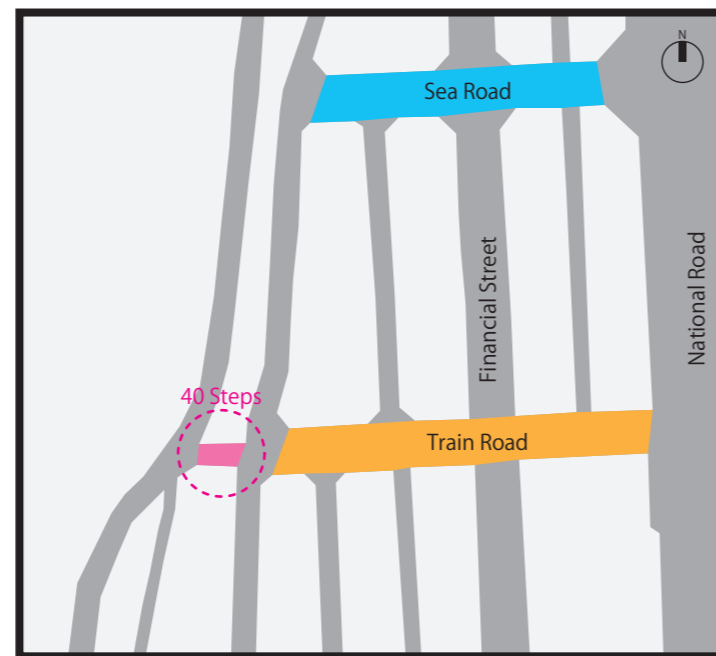 N
Sea Road
Financial Street
National Road
40 Steps
Train Road